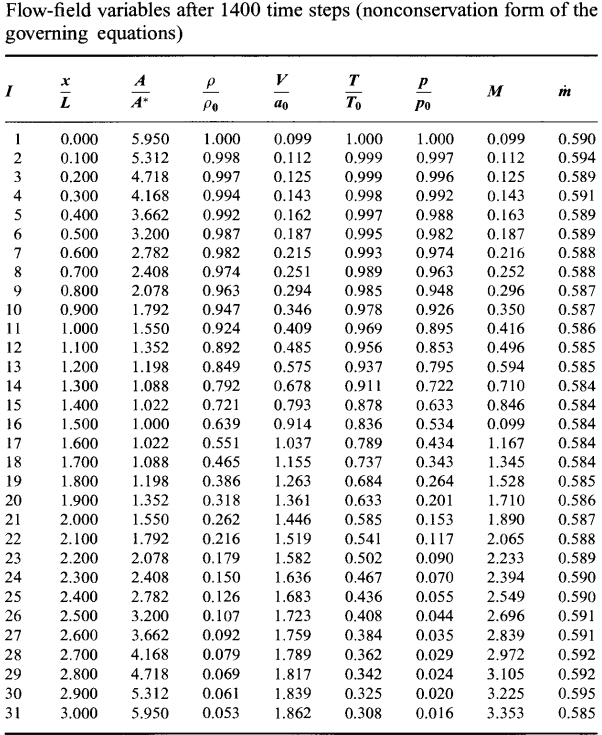 Flow-field variables after 1400 time steps (nonconservation form of the
governing equations)
I x/L A/A* ρ/ρ₀ V/a₀ T/T₀ p/p₀ M ṁ
1 0.000 5.950 1.000 0.099 1.000 1.000 0.099 0.590
2 0.100 5.312 0.998 0.112 0.999 0.997 0.112 0.594
3 0.200 4.718 0.997 0.125 0.999 0.996 0.125 0.589
4 0.300 4.168 0.994 0.143 0.998 0.992 0.143 0.591
5 0.400 3.662 0.992 0.162 0.997 0.988 0.163 0.589
6 0.500 3.200 0.987 0.187 0.995 0.982 0.187 0.589
7 0.600 2.782 0.982 0.215 0.993 0.974 0.216 0.588
8 0.700 2.408 0.974 0.251 0.989 0.963 0.252 0.588
9 0.800 2.078 0.963 0.294 0.985 0.948 0.296 0.587
10 0.900 1.792 0.947 0.346 0.978 0.926 0.350 0.587
11 1.000 1.550 0.924 0.409 0.969 0.895 0.416 0.586
12 1.100 1.352 0.892 0.485 0.956 0.853 0.496 0.585
13 1.200 1.198 0.849 0.575 0.937 0.795 0.594 0.585
14 1.300 1.088 0.792 0.678 0.911 0.722 0.710 0.584
15 1.400 1.022 0.721 0.793 0.878 0.633 0.846 0.584
16 1.500 1.000 0.639 0.914 0.836 0.534 0.099 0.584
17 1.600 1.022 0.551 1.037 0.789 0.434 1.167 0.584
18 1.700 1.088 0.465 1.155 0.737 0.343 1.345 0.584
19 1.800 1.198 0.386 1.263 0.684 0.264 1.528 0.585
20 1.900 1.352 0.318 1.361 0.633 0.201 1.710 0.586
21 2.000 1.550 0.262 1.446 0.585 0.153 1.890 0.587
22 2.100 1.792 0.216 1.519 0.541 0.117 2.065 0.588
23 2.200 2.078 0.179 1.582 0.502 0.090 2.233 0.589
24 2.300 2.408 0.150 1.636 0.467 0.070 2.394 0.590
25 2.400 2.782 0.126 1.683 0.436 0.055 2.549 0.590
26 2.500 3.200 0.107 1.723 0.408 0.044 2.696 0.591
27 2.600 3.662 0.092 1.759 0.384 0.035 2.839 0.591
28 2.700 4.168 0.079 1.789 0.362 0.029 2.972 0.592
29 2.800 4.718 0.069 1.817 0.342 0.024 3.105 0.592
30 2.900 5.312 0.061 1.839 0.325 0.020 3.225 0.595
31 3.000 5.950 0.053 1.862 0.308 0.016 3.353 0.585